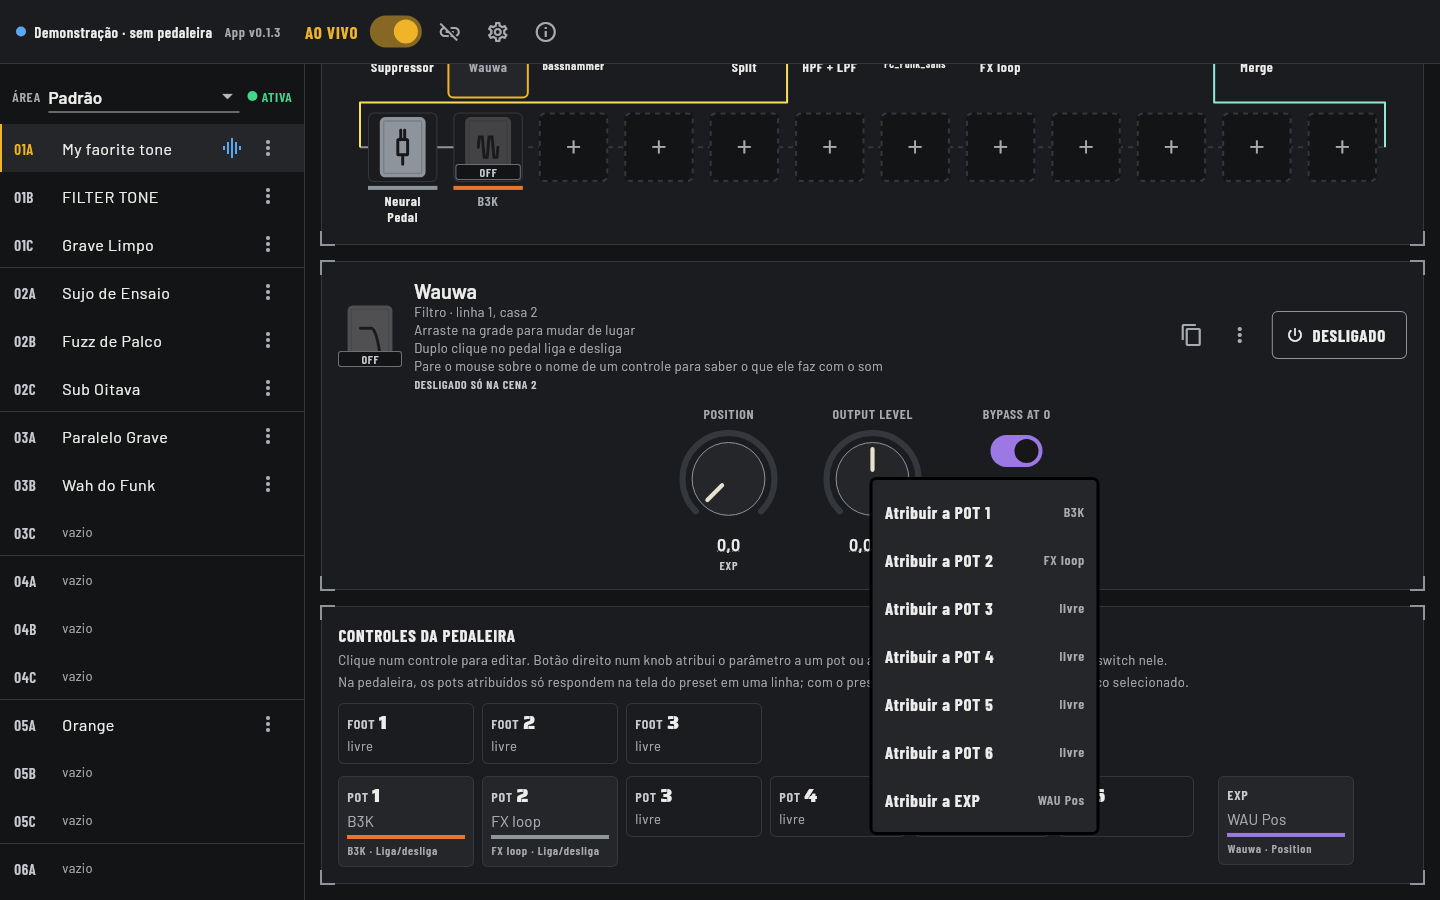 Demonstração · sem pedaleira
App v0.1.3
AO VIVO
ÁREA
Padrão
ATIVA
01A My faorite tone
01B FILTER TONE
01C Grave Limpo
02A Sujo de Ensaio
02B Fuzz de Palco
02C Sub Oitava
03A Paralelo Grave
03B Wah do Funk
03C vazio
04A vazio
04B vazio
04C vazio
05A Orange
05B vazio
05C vazio
06A vazio
Suppressor
Wauwa
bassnammer
Split
HPF + LPF
FX loop
Merge
OFF
Neural
Pedal
B3K
OFF
Wauwa
Filtro · linha 1, casa 2
Arraste na grade para mudar de lugar
Duplo clique no pedal liga e desliga
Pare o mouse sobre o nome de um controle para saber o que ele faz com o som
DESLIGADO SÓ NA CENA 2
DESLIGADO
POSITION
OUTPUT LEVEL
BYPASS AT 0
0,0
EXP
0,0
Atribuir a POT 1 B3K
Atribuir a POT 2 FX loop
Atribuir a POT 3 livre
Atribuir a POT 4 livre
Atribuir a POT 5 livre
Atribuir a POT 6 livre
Atribuir a EXP WAU Pos
CONTROLES DA PEDALEIRA
Clique num controle para editar. Botão direito num knob atribui o parâmetro a um pot ou switch nele.
Na pedaleira, os pots atribuídos só respondem na tela do preset em uma linha; com o selecionado.
FOOT 1
livre
FOOT 2
livre
FOOT 3
livre
POT 1
B3K
B3K · Liga/desliga
POT 2
FX loop
FX loop · Liga/desliga
POT 3
livre
POT 4
livre
EXP
WAU Pos
Wauwa · Position